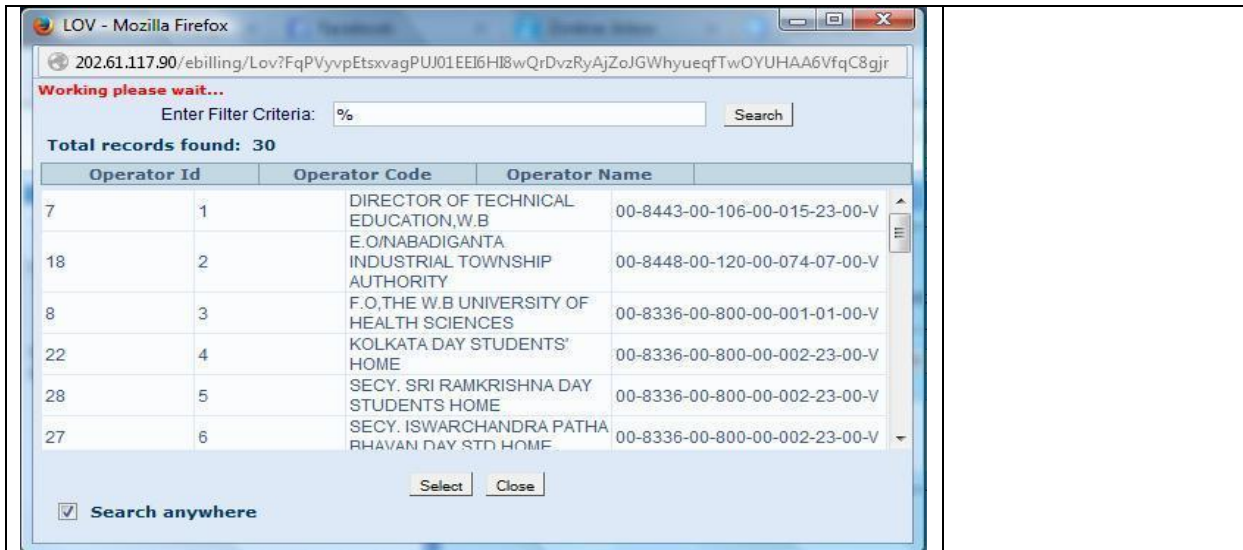 LOV - Mozilla Firefox
202.61.117.90/ebilling/Lov?FqPVyvpEtsxvagPUJ01EEI6HI8wQrDvzRyAjZoJGWhyueqfTwOYUHAA6VfqC8gjr
Working please wait...
Enter Filter Criteria: % Search
Total records found: 30
Operator Id Operator Code Operator Name
7 1 DIRECTOR OF TECHNICAL 00-8443-00-106-00-015-23-00-V
EDUCATION,W.B
E.O/NABADIGANTA
18 2 INDUSTRIAL TOWNSHIP 00-8448-00-120-00-074-07-00-V
AUTHORITY
8 3 F.O,THE W.B UNIVERSITY OF 00-8336-00-800-00-001-01-00-V
HEALTH SCIENCES
22 4 KOLKATA DAY STUDENTS' 00-8336-00-800-00-002-23-00-V
HOME
28 5 SECY. SRI RAMKRISHNA DAY 00-8336-00-800-00-002-23-00-V
STUDENTS HOME
27 6 SECY. ISWARCHANDRA PATHA 00-8336-00-800-00-002-23-00-V
BHAVAN DAY STD HOME
Select Close
Search anywhere